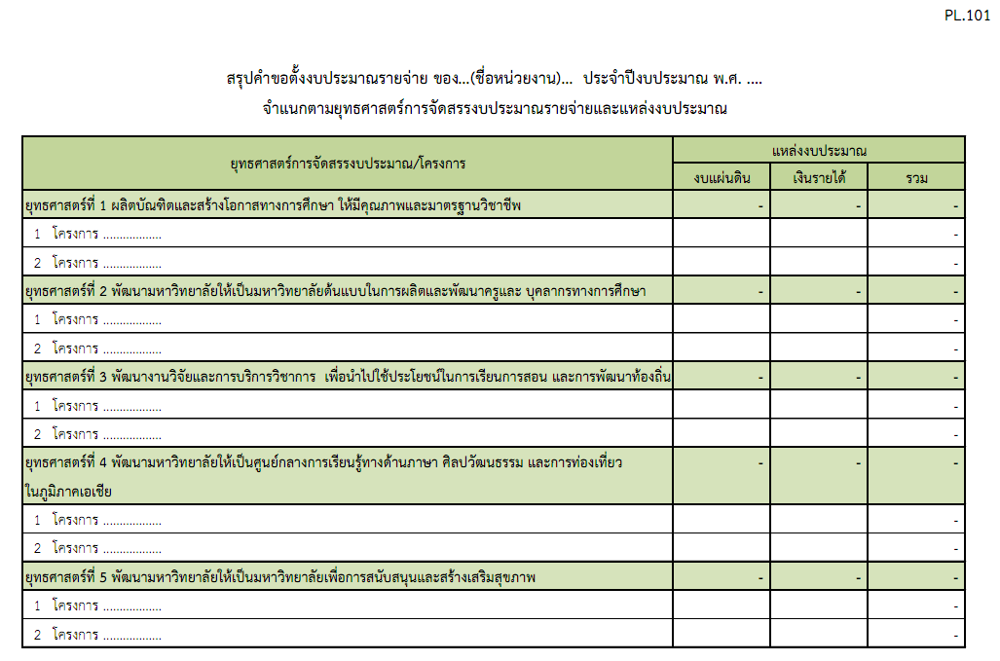 PL.101
สรุปคำขอตั้งงบประมาณรายจ่าย ของ...(ชื่อหน่วยงาน)... ประจำปีงบประมาณ พ.ศ. ....
จำแนกตามยุทธศาสตร์การจัดสรรงบประมาณรายจ่ายและแหล่งงบประมาณ
ยุทธศาสตร์การจัดสรรงบประมาณ/โครงการ แหล่งงบประมาณ
งบแผ่นดิน เงินรายได้ รวม
ยุทธศาสตร์ที่ 1 ผลิตบัณฑิตและสร้างโอกาสทางการศึกษา ให้มีคุณภาพและมาตรฐานวิชาชีพ - - -
1 โครงการ .................. -
2 โครงการ .................. -
ยุทธศาสตร์ที่ 2 พัฒนามหาวิทยาลัยให้เป็นมหาวิทยาลัยต้นแบบในการผลิตและพัฒนาครูและ บุคลากรทางการศึกษา - - -
1 โครงการ .................. -
2 โครงการ .................. -
ยุทธศาสตร์ที่ 3 พัฒนางานวิจัยและการบริการวิชาการ เพื่อนำไปใช้ประโยชน์ในการเรียนการสอน และการพัฒนาท้องถิ่น - - -
1 โครงการ .................. -
2 โครงการ .................. -
ยุทธศาสตร์ที่ 4 พัฒนามหาวิทยาลัยให้เป็นศูนย์กลางการเรียนรู้ทางด้านภาษา ศิลปวัฒนธรรม และการท่องเที่ยว - - -
ในภูมิภาคเอเชีย
1 โครงการ .................. -
2 โครงการ .................. -
ยุทธศาสตร์ที่ 5 พัฒนามหาวิทยาลัยให้เป็นมหาวิทยาลัยเพื่อการสนับสนุนและสร้างเสริมสุขภาพ - - -
1 โครงการ .................. -
2 โครงการ .................. -